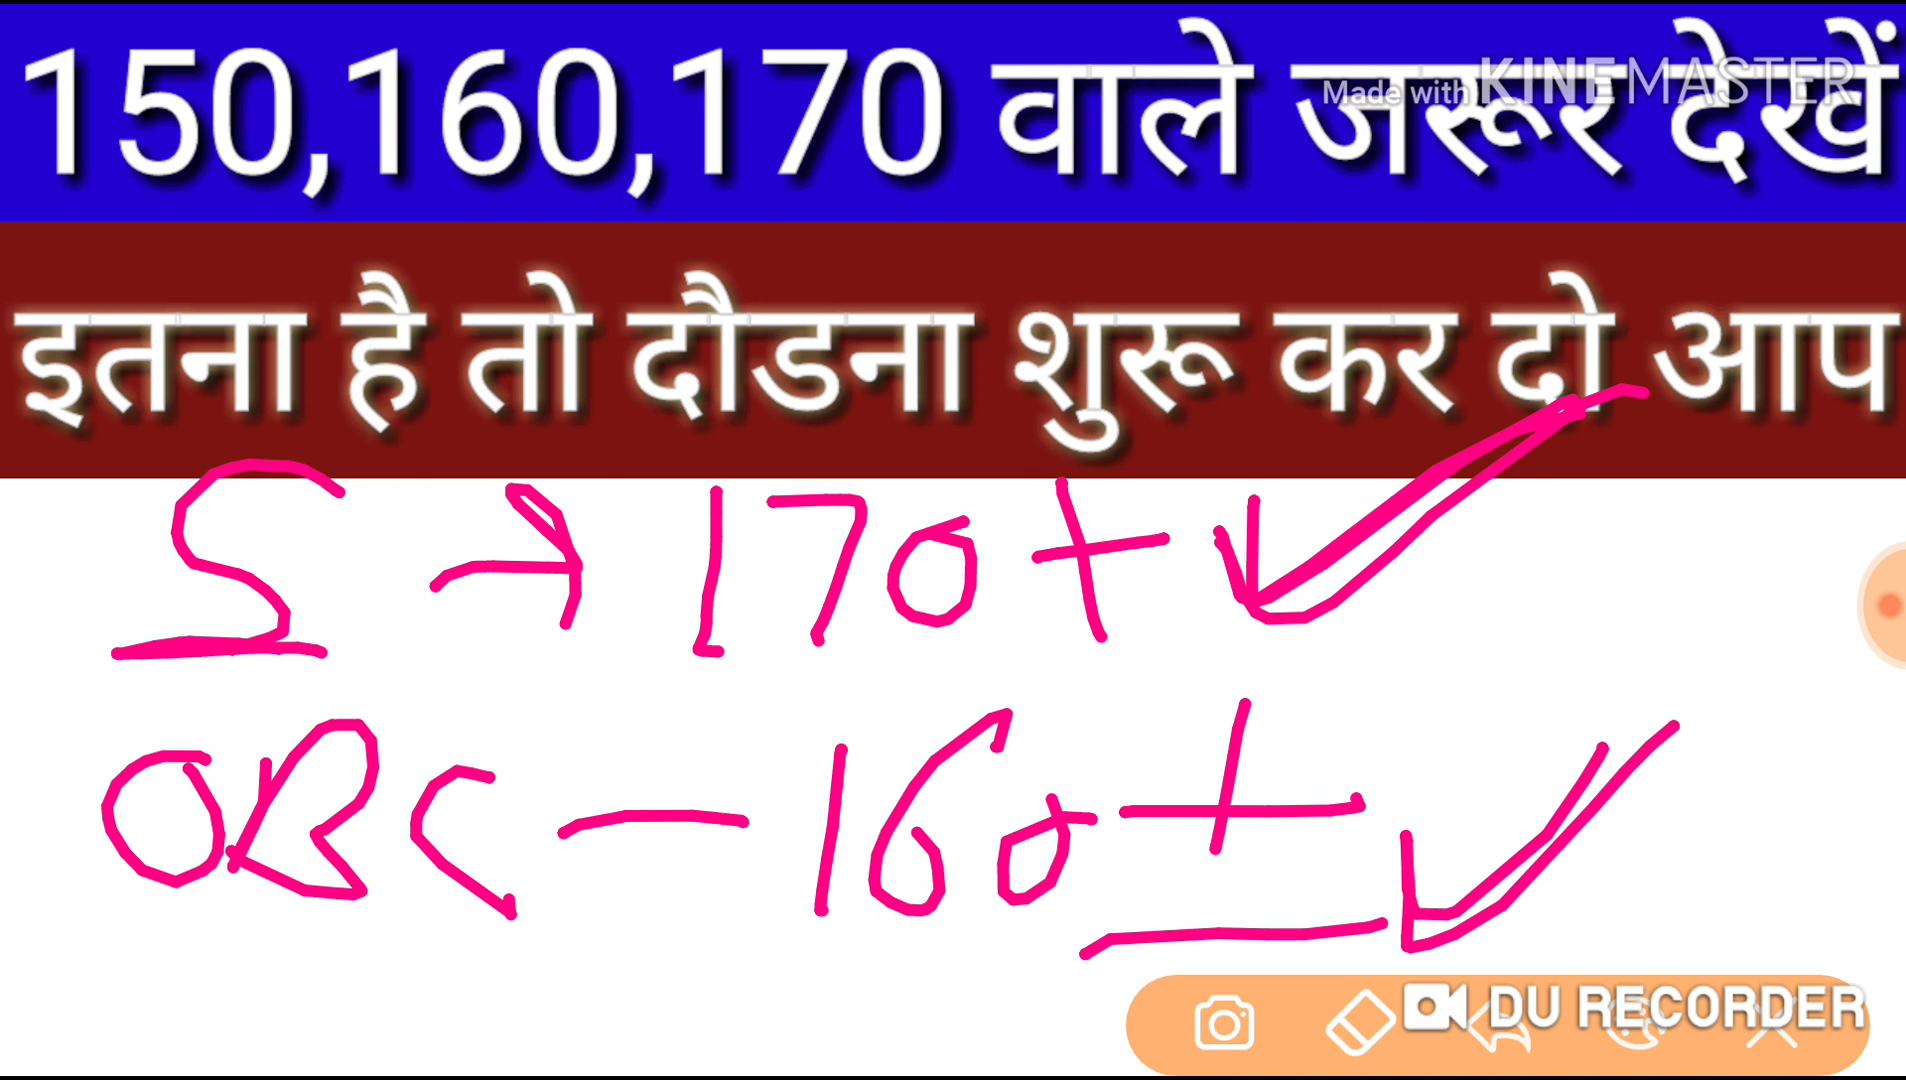 150,160,170 वाले जरूर देखें
Made with KINEMASTER
इतना है तो दौडना शुरू कर दो आप
S → 170+
OBC — 160+
DU RECORDER